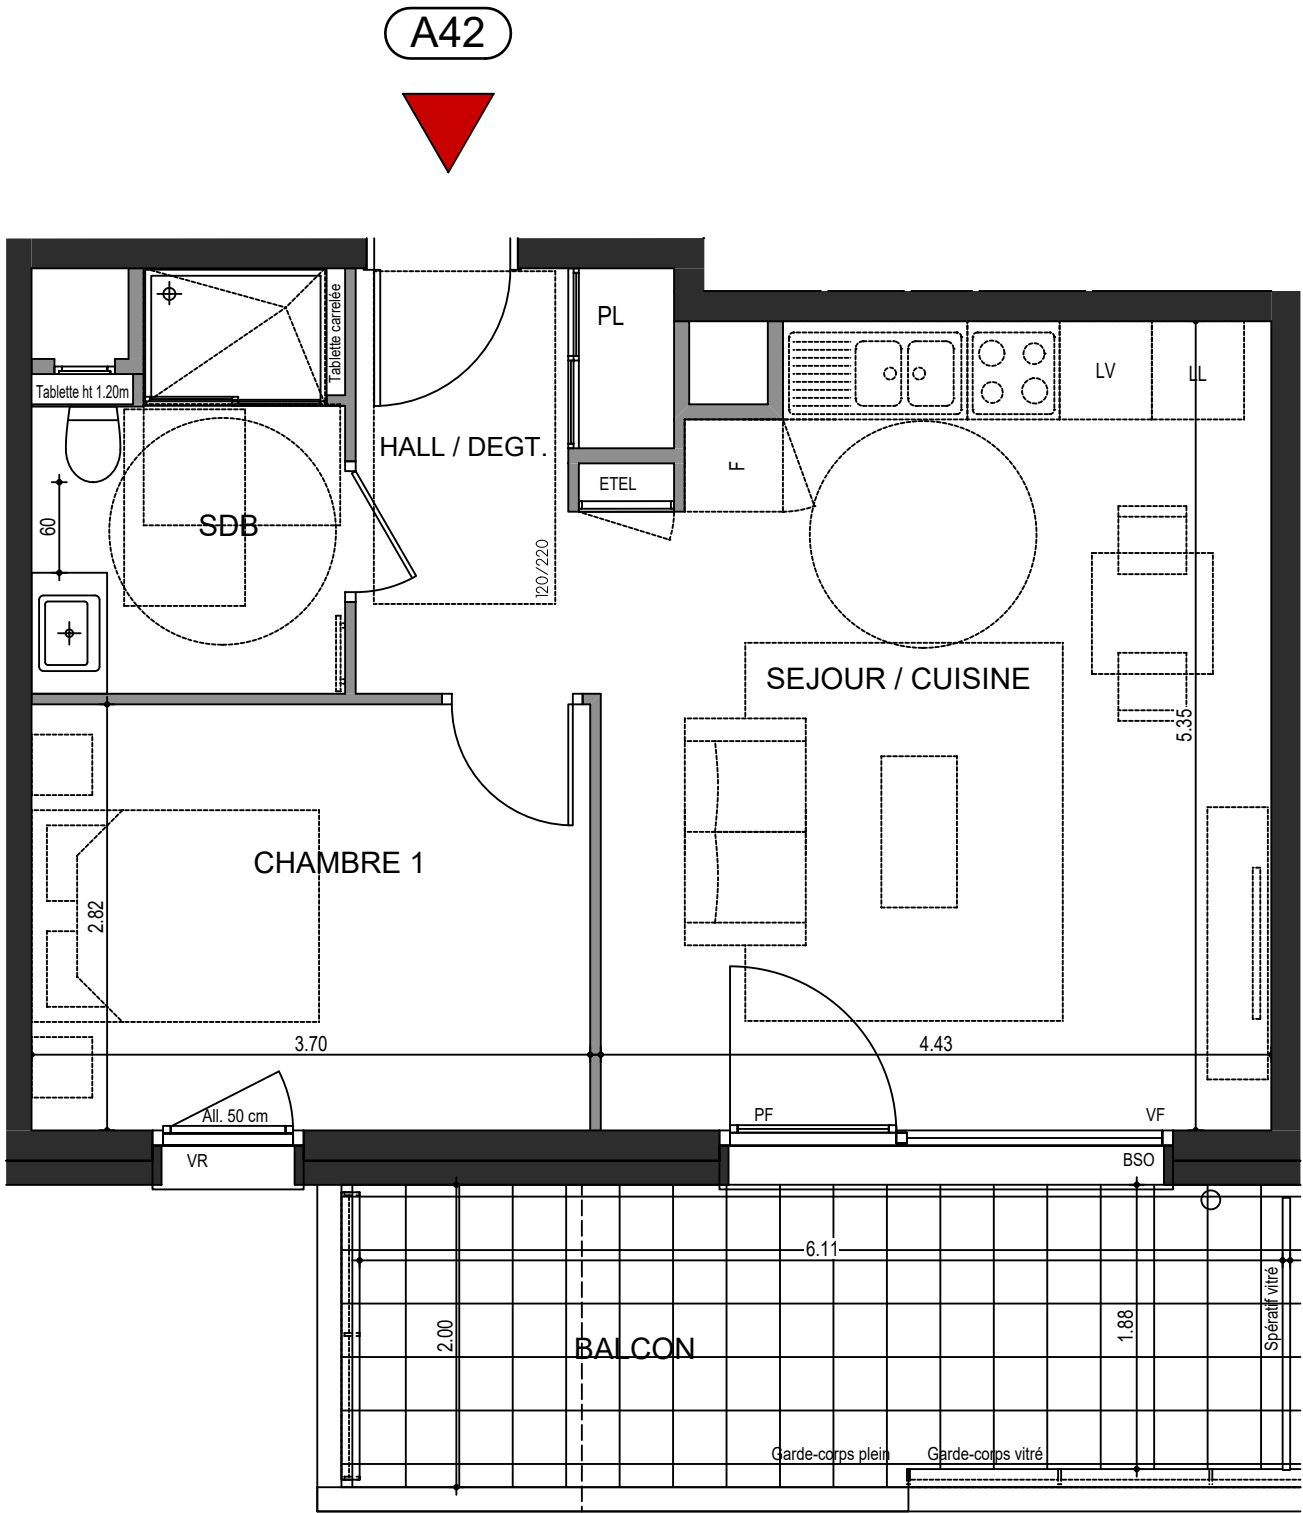 A42
Tablette carrelée
PL
LV
LL
Tablette ht 1.20m
HALL / DEGT.
F
ETEL
SDB
60
120/220
SEJOUR / CUISINE
5.35
CHAMBRE 1
2.82
3.70
4.43
All. 50 cm
PF
VF
VR
BSO
6.11
Spératif vitré
2.00
1.88
BALCON
Garde-corps plein
Garde-corps vitré